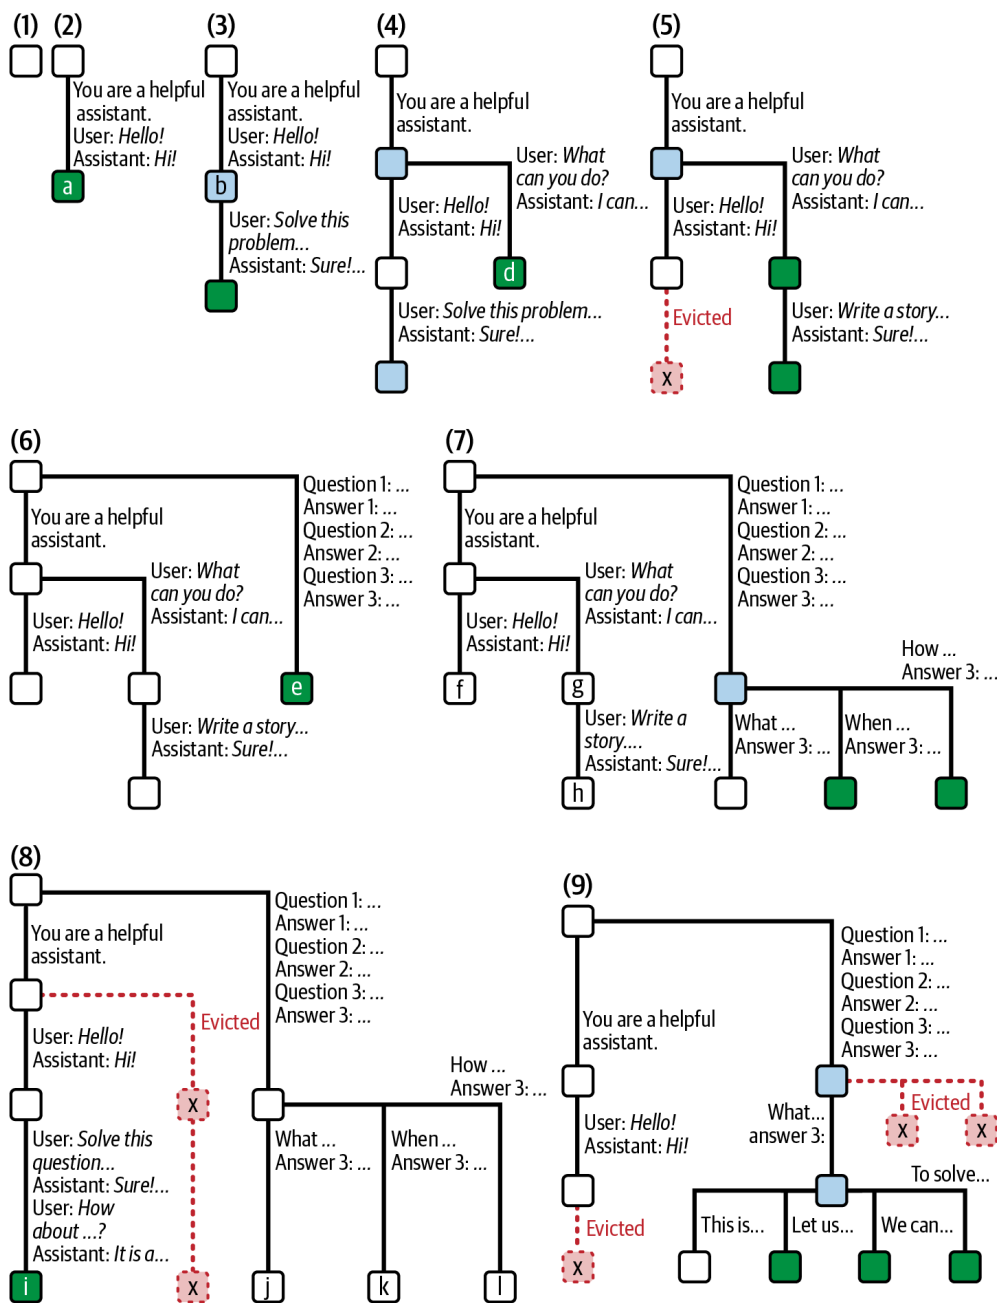 (1)
(2)
You are a helpful
assistant.
User: Hello!
Assistant: Hi!
a
(3)
You are a helpful
assistant.
User: Hello!
Assistant: Hi!
b
User: Solve this
problem...
Assistant: Sure!...
(4)
You are a helpful
assistant.
User: Hello!
Assistant: Hi!
User: What
can you do?
Assistant: I can...
d
User: Solve this problem...
Assistant: Sure!...
(5)
You are a helpful
assistant.
User: Hello!
Assistant: Hi!
User: What
can you do?
Assistant: I can...
Evicted
x
User: Write a story...
Assistant: Sure!...
(6)
You are a helpful
assistant.
User: Hello!
Assistant: Hi!
User: What
can you do?
Assistant: I can...
Question 1: ...
Answer 1: ...
Question 2: ...
Answer 2: ...
Question 3: ...
Answer 3: ...
e
User: Write a story...
Assistant: Sure!...
(7)
You are a helpful
assistant.
User: Hello!
Assistant: Hi!
User: What
can you do?
Assistant: I can...
Question 1: ...
Answer 1: ...
Question 2: ...
Answer 2: ...
Question 3: ...
Answer 3: ...
f
g
User: Write a
story....
Assistant: Sure!...
h
What ...
Answer 3: ...
When ...
Answer 3: ...
How ...
Answer 3: ...
(8)
You are a helpful
assistant.
User: Hello!
Assistant: Hi!
Evicted
x
User: Solve this
question...
Assistant: Sure!...
User: How
about ...?
Assistant: It is a...
i
x
Question 1: ...
Answer 1: ...
Question 2: ...
Answer 2: ...
Question 3: ...
Answer 3: ...
What ...
Answer 3: ...
When ...
Answer 3: ...
How ...
Answer 3: ...
j
k
l
(9)
You are a helpful
assistant.
User: Hello!
Assistant: Hi!
Evicted
x
Question 1: ...
Answer 1: ...
Question 2: ...
Answer 2: ...
Question 3: ...
Answer 3: ...
Evicted
x
x
What...
answer 3:
This is...
Let us...
We can...
To solve...